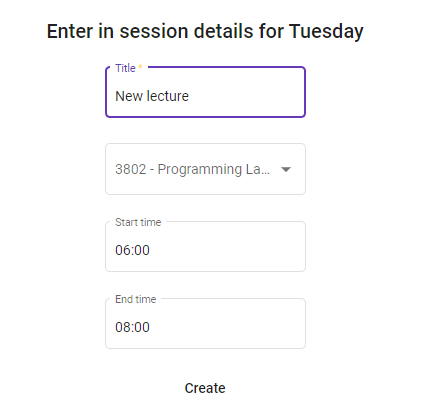 Enter in session details for Tuesday
Title *
New lecture
3802 - Programming La...
Start time
06:00
End time
08:00
Create